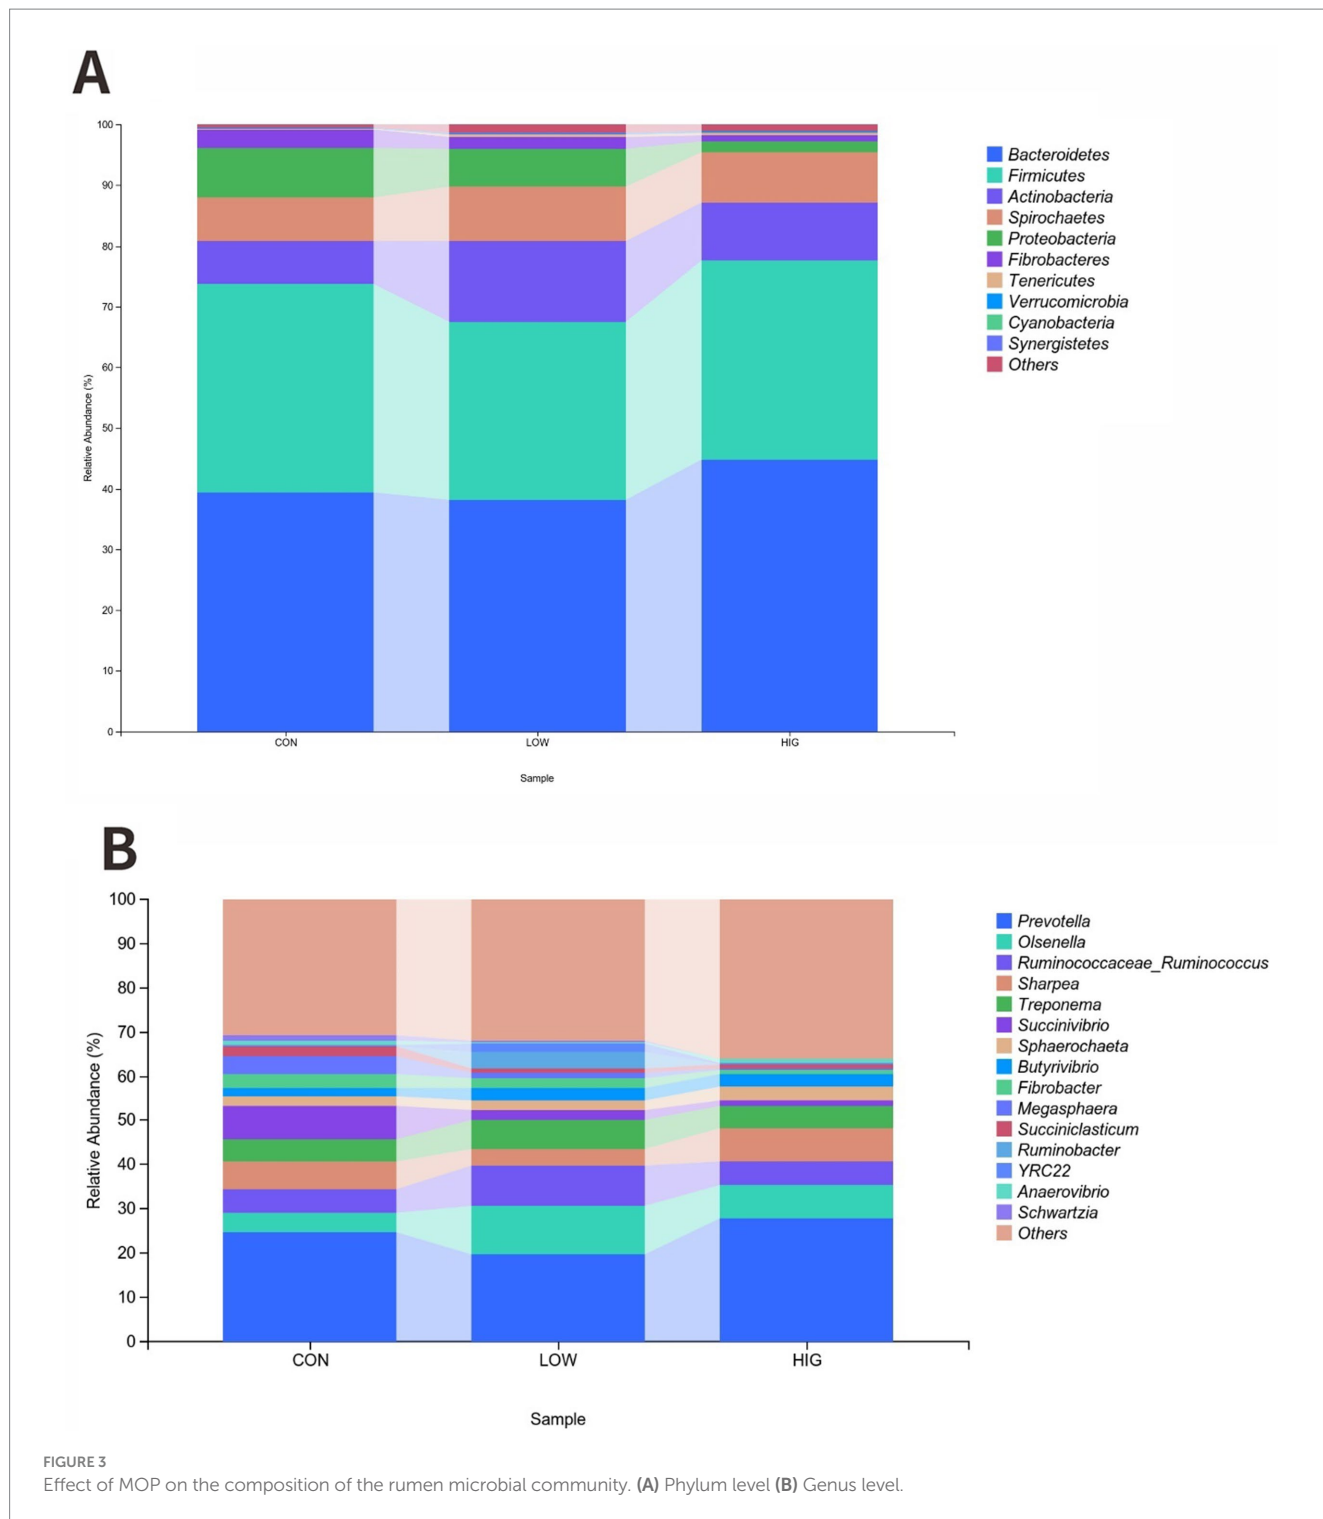 A
100
90
80
70
60
50
40
30
20
10
0
Relative Abundance (%)
CON
LOW
HIG
Sample
Bacteroidetes
Firmicutes
Actinobacteria
Spirochaetes
Proteobacteria
Fibrobacteres
Tenericutes
Verrucomicrobia
Cyanobacteria
Synergistetes
Others
B
100
90
80
70
60
50
40
30
20
10
0
Relative Abundance (%)
CON
LOW
HIG
Sample
Prevotella
Olsenella
Ruminococcaceae_Ruminococcus
Sharpea
Treponema
Succinivibrio
Sphaerochaeta
Butyrivibrio
Fibrobacter
Megasphaera
Succiniclasticum
Ruminobacter
YRC22
Anaerovibrio
Schwartzia
Others
FIGURE 3
Effect of MOP on the composition of the rumen microbial community. (A) Phylum level (B) Genus level.